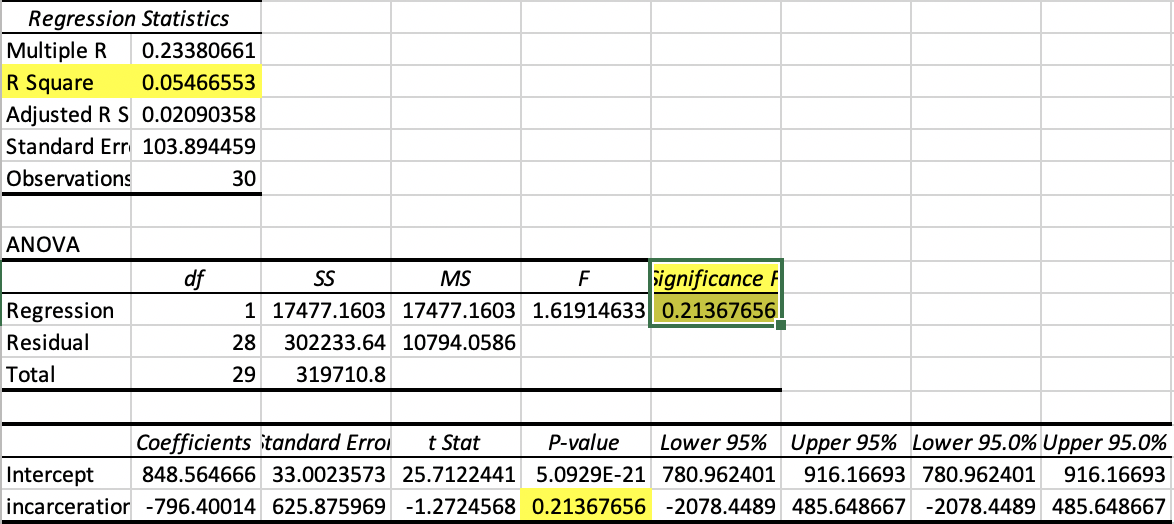 Regression Statistics
Multiple R 0.23380661
R Square 0.05466553
Adjusted R S 0.02090358
Standard Erro 103.894459
Observations 30
ANOVA
df SS MS F Significance F
Regression 1 17477.1603 17477.1603 1.61914633 0.21367656
Residual 28 302233.64 10794.0586
Total 29 319710.8
Coefficients Standard Error t Stat P-value Lower 95% Upper 95% Lower 95.0% Upper 95.0%
Intercept 848.564666 33.0023573 25.7122441 5.0929E-21 780.962401 916.16693 780.962401 916.16693
incarceration -796.40014 625.875969 -1.2724568 0.21367656 -2078.4489 485.648667 -2078.4489 485.648667